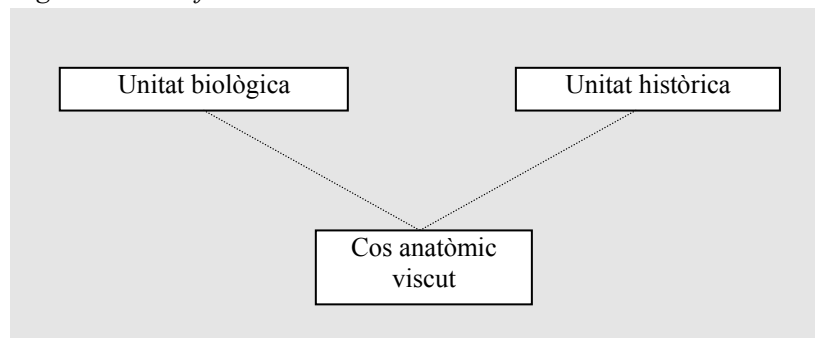 Unitat biològica
Unitat històrica
Cos anatòmic
viscut